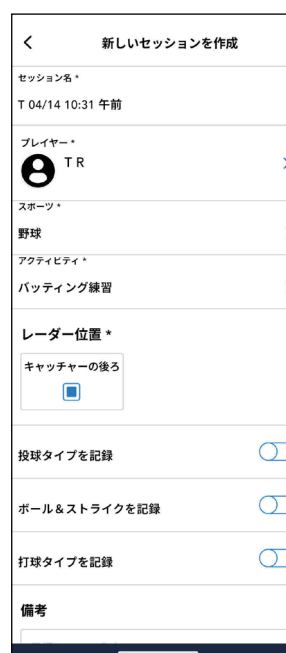 新しいセッションを作成
セッション名 *
T 04/14 10:31 午前
プレイヤー *
T R
スポーツ *
野球
アクティビティ *
バッティング練習
レーダー位置 *
キャッチャーの後ろ
投球タイプを記録
ボール＆ストライクを記録
打球タイプを記録
備考